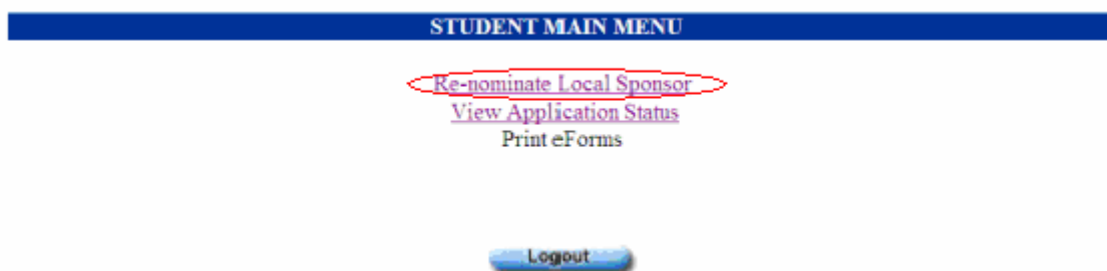 STUDENT MAIN MENU
Re-nominate Local Sponsor
View Application Status
Print eForms
Logout